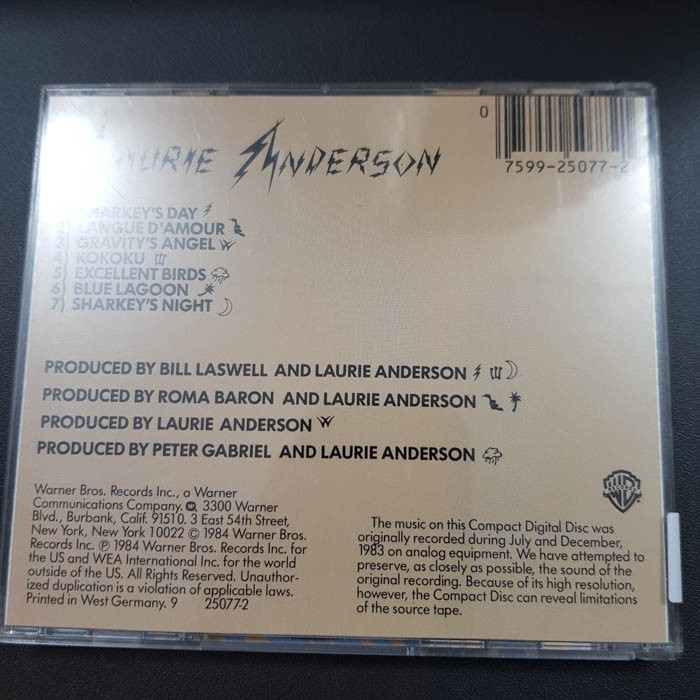 LAURIE ANDERSON
0
7599-25077-2
1) SHARKEY'S DAY
2) LANGUE D'AMOUR
3) GRAVITY'S ANGEL
4) KOKOKU
5) EXCELLENT BIRDS
6) BLUE LAGOON
7) SHARKEY'S NIGHT
PRODUCED BY BILL LASWELL AND LAURIE ANDERSON
PRODUCED BY ROMA BARON AND LAURIE ANDERSON
PRODUCED BY LAURIE ANDERSON
PRODUCED BY PETER GABRIEL AND LAURIE ANDERSON
Warner Bros. Records Inc., a Warner
Communications Company. 3300 Warner
Blvd., Burbank, Calif. 91510. 3 East 54th Street,
New York, New York 10022 © 1984 Warner Bros.
Records Inc. ℗ 1984 Warner Bros. Records Inc. for
the US and WEA International Inc. for the world
outside of the US. All Rights Reserved. Unauthor-
ized duplication is a violation of applicable laws.
Printed in West Germany. 9 25077-2
WB
RECORDS
The music on this Compact Digital Disc was
originally recorded during July and December,
1983 on analog equipment. We have attempted to
preserve, as closely as possible, the sound of the
original recording. Because of its high resolution,
however, the Compact Disc can reveal limitations
of the source tape.